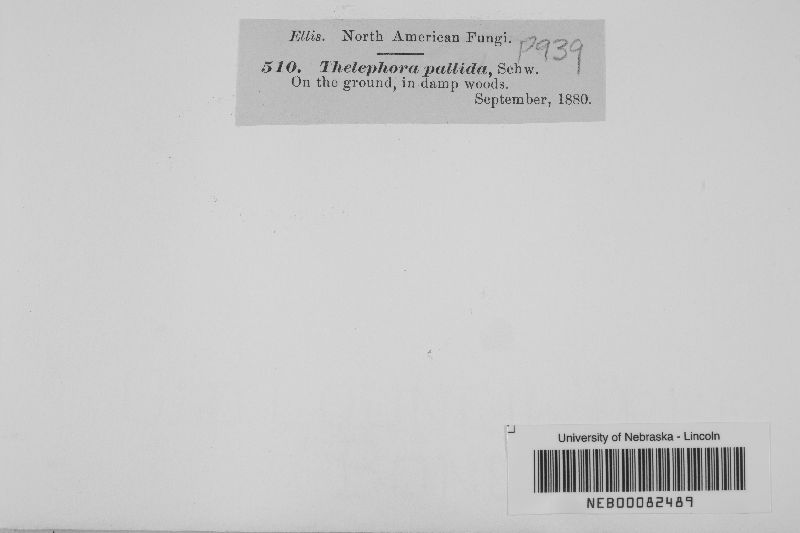 Ellis. North American Fungi.
p939
510. Thelephora pallida, Schw.
On the ground, in damp woods.
September, 1880.
University of Nebraska - Lincoln
NEB00082489